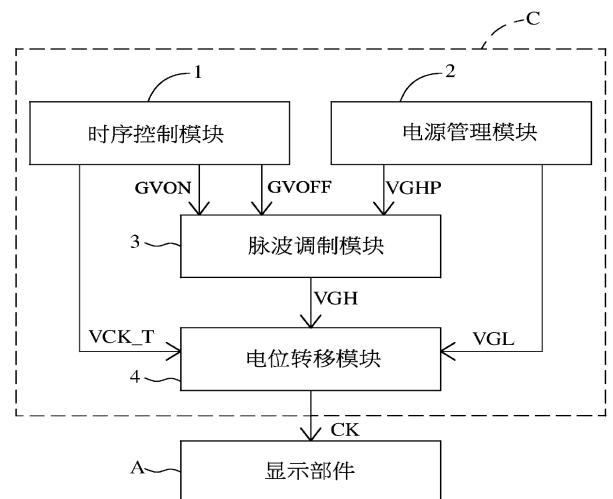 C
1
2
时序控制模块
电源管理模块
GVON
GVOFF
VGHP
3
脉波调制模块
VGH
VCK_T
VGL
电位转移模块
4
CK
A
显示部件